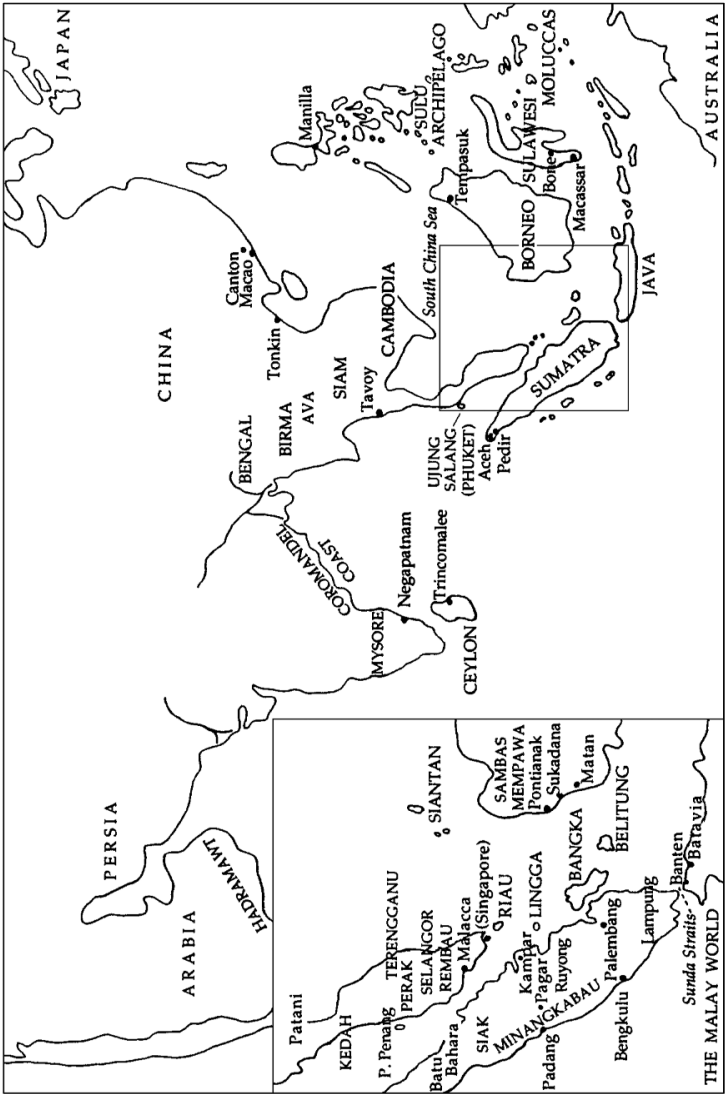 JAPAN
CHINA
Canton
Macao
Tonkin
Manilla
SULU
ARCHIPELAGO
BENGAL
BIRMA
AVA
SIAM
Tavoy
CAMBODIA
South China Sea
Tempasuk
BORNEO
SULAWESI
Bone
Macassar
MOLUCCAS
AUSTRALIA
JAVA
SUMATRA
UJUNG
SALANG
(PHUKET)
Aceh
Pedir
COROMANDEL
COAST
MYSORE
Negapatnam
Trincomalee
CEYLON
PERSIA
ARABIA
HADRAMAWT
Patani
KEDAH
P. Penang
TERENGGANU
PERAK
SELANGOR
REMBAU
Malacca
(Singapore)
RIAU
Batu
Bahara
SIAK
Kampar
Pagar
Ruyong
LINGGA
MINANGKABAU
Padang
Bengkulu
Palembang
BANGKA
BELITUNG
SIANTAN
SAMBAS
MEMPAWA
Pontianak
Sukadana
Matan
Lampung
Sunda Straits
Banten
Batavia
THE MALAY WORLD